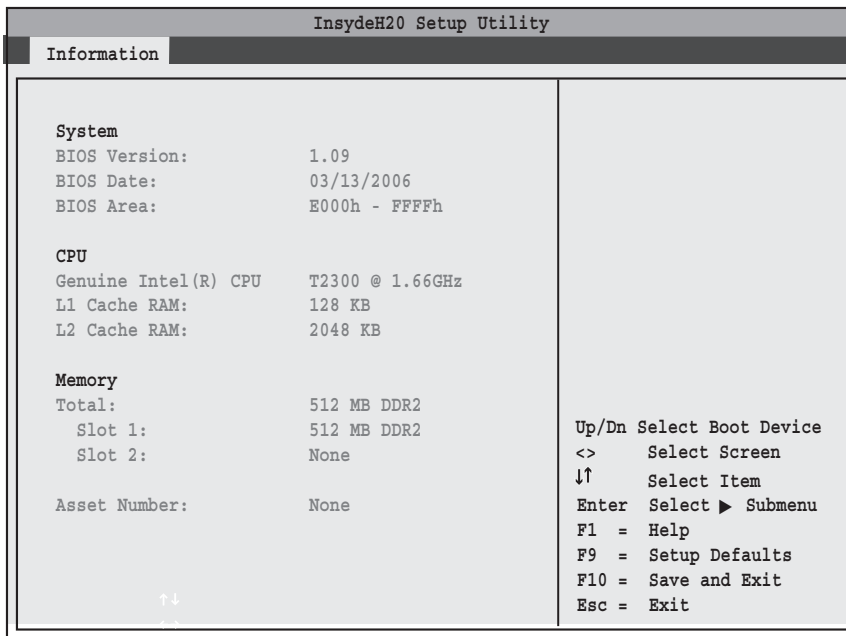 InsydeH20 Setup Utility
Information
System
BIOS Version: 1.09
BIOS Date: 03/13/2006
BIOS Area: E000h - FFFFh
CPU
Genuine Intel(R) CPU T2300 @ 1.66GHz
L1 Cache RAM: 128 KB
L2 Cache RAM: 2048 KB
Memory
Total: 512 MB DDR2
Slot 1: 512 MB DDR2
Slot 2: None
Asset Number: None
Up/Dn Select Boot Device
<> Select Screen
↓↑ Select Item
Enter Select ▶ Submenu
F1 = Help
F9 = Setup Defaults
F10 = Save and Exit
Esc = Exit
↑↓